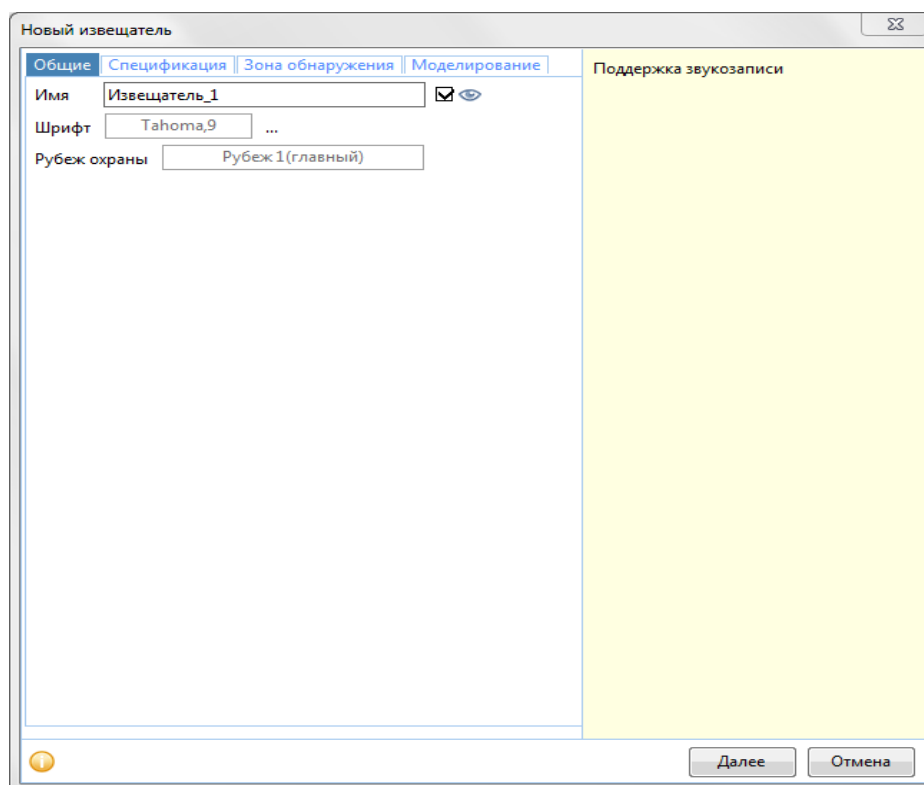 Новый извещатель
Общие Спецификация Зона обнаружения Моделирование
Имя Извещатель_1
Шрифт Tahoma,9 ...
Рубеж охраны Рубеж 1(главный)
Поддержка звукозаписи
Далее Отмена